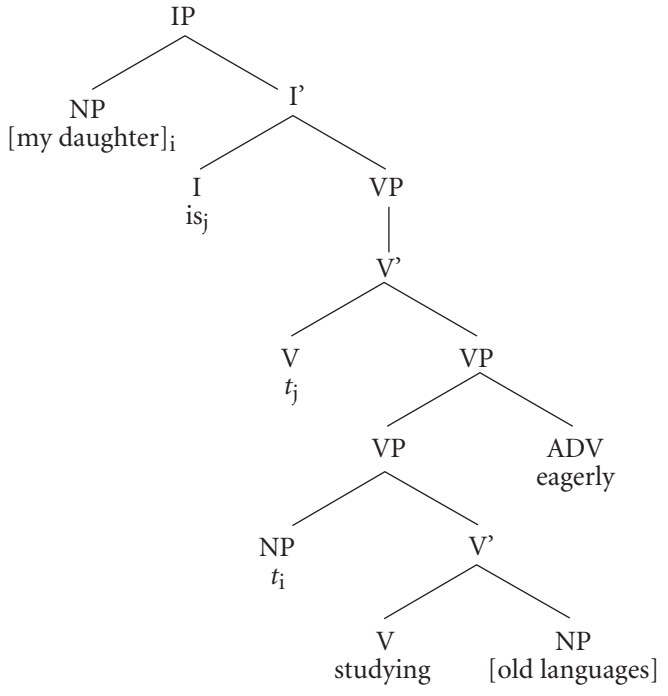 IP
NP I’
[my daughter]i
I VP
isj
V’
V VP
tj
VP ADV
eagerly
NP V’
ti
V NP
studying [old languages]